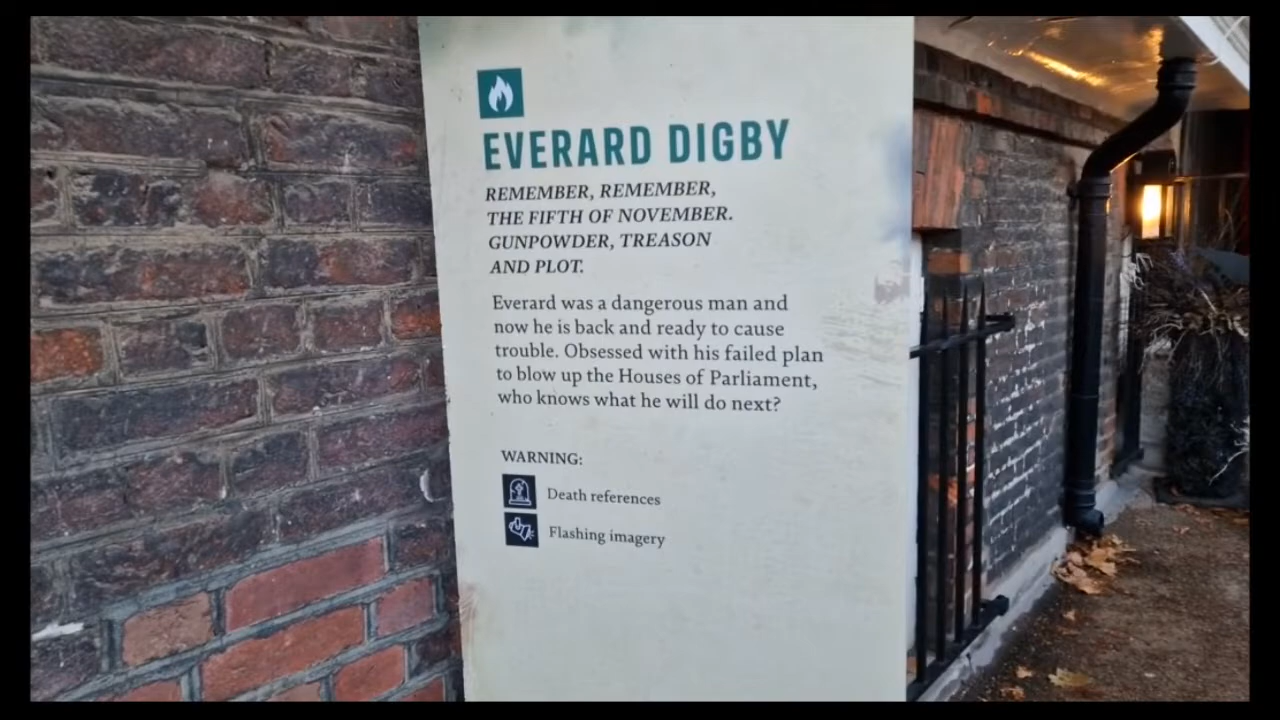 EVERARD DIGBY
REMEMBER, REMEMBER,
THE FIFTH OF NOVEMBER.
GUNPOWDER, TREASON
AND PLOT.
Everard was a dangerous man and
now he is back and ready to cause
trouble. Obsessed with his failed plan
to blow up the Houses of Parliament,
who knows what he will do next?
WARNING:
Death references
Flashing imagery